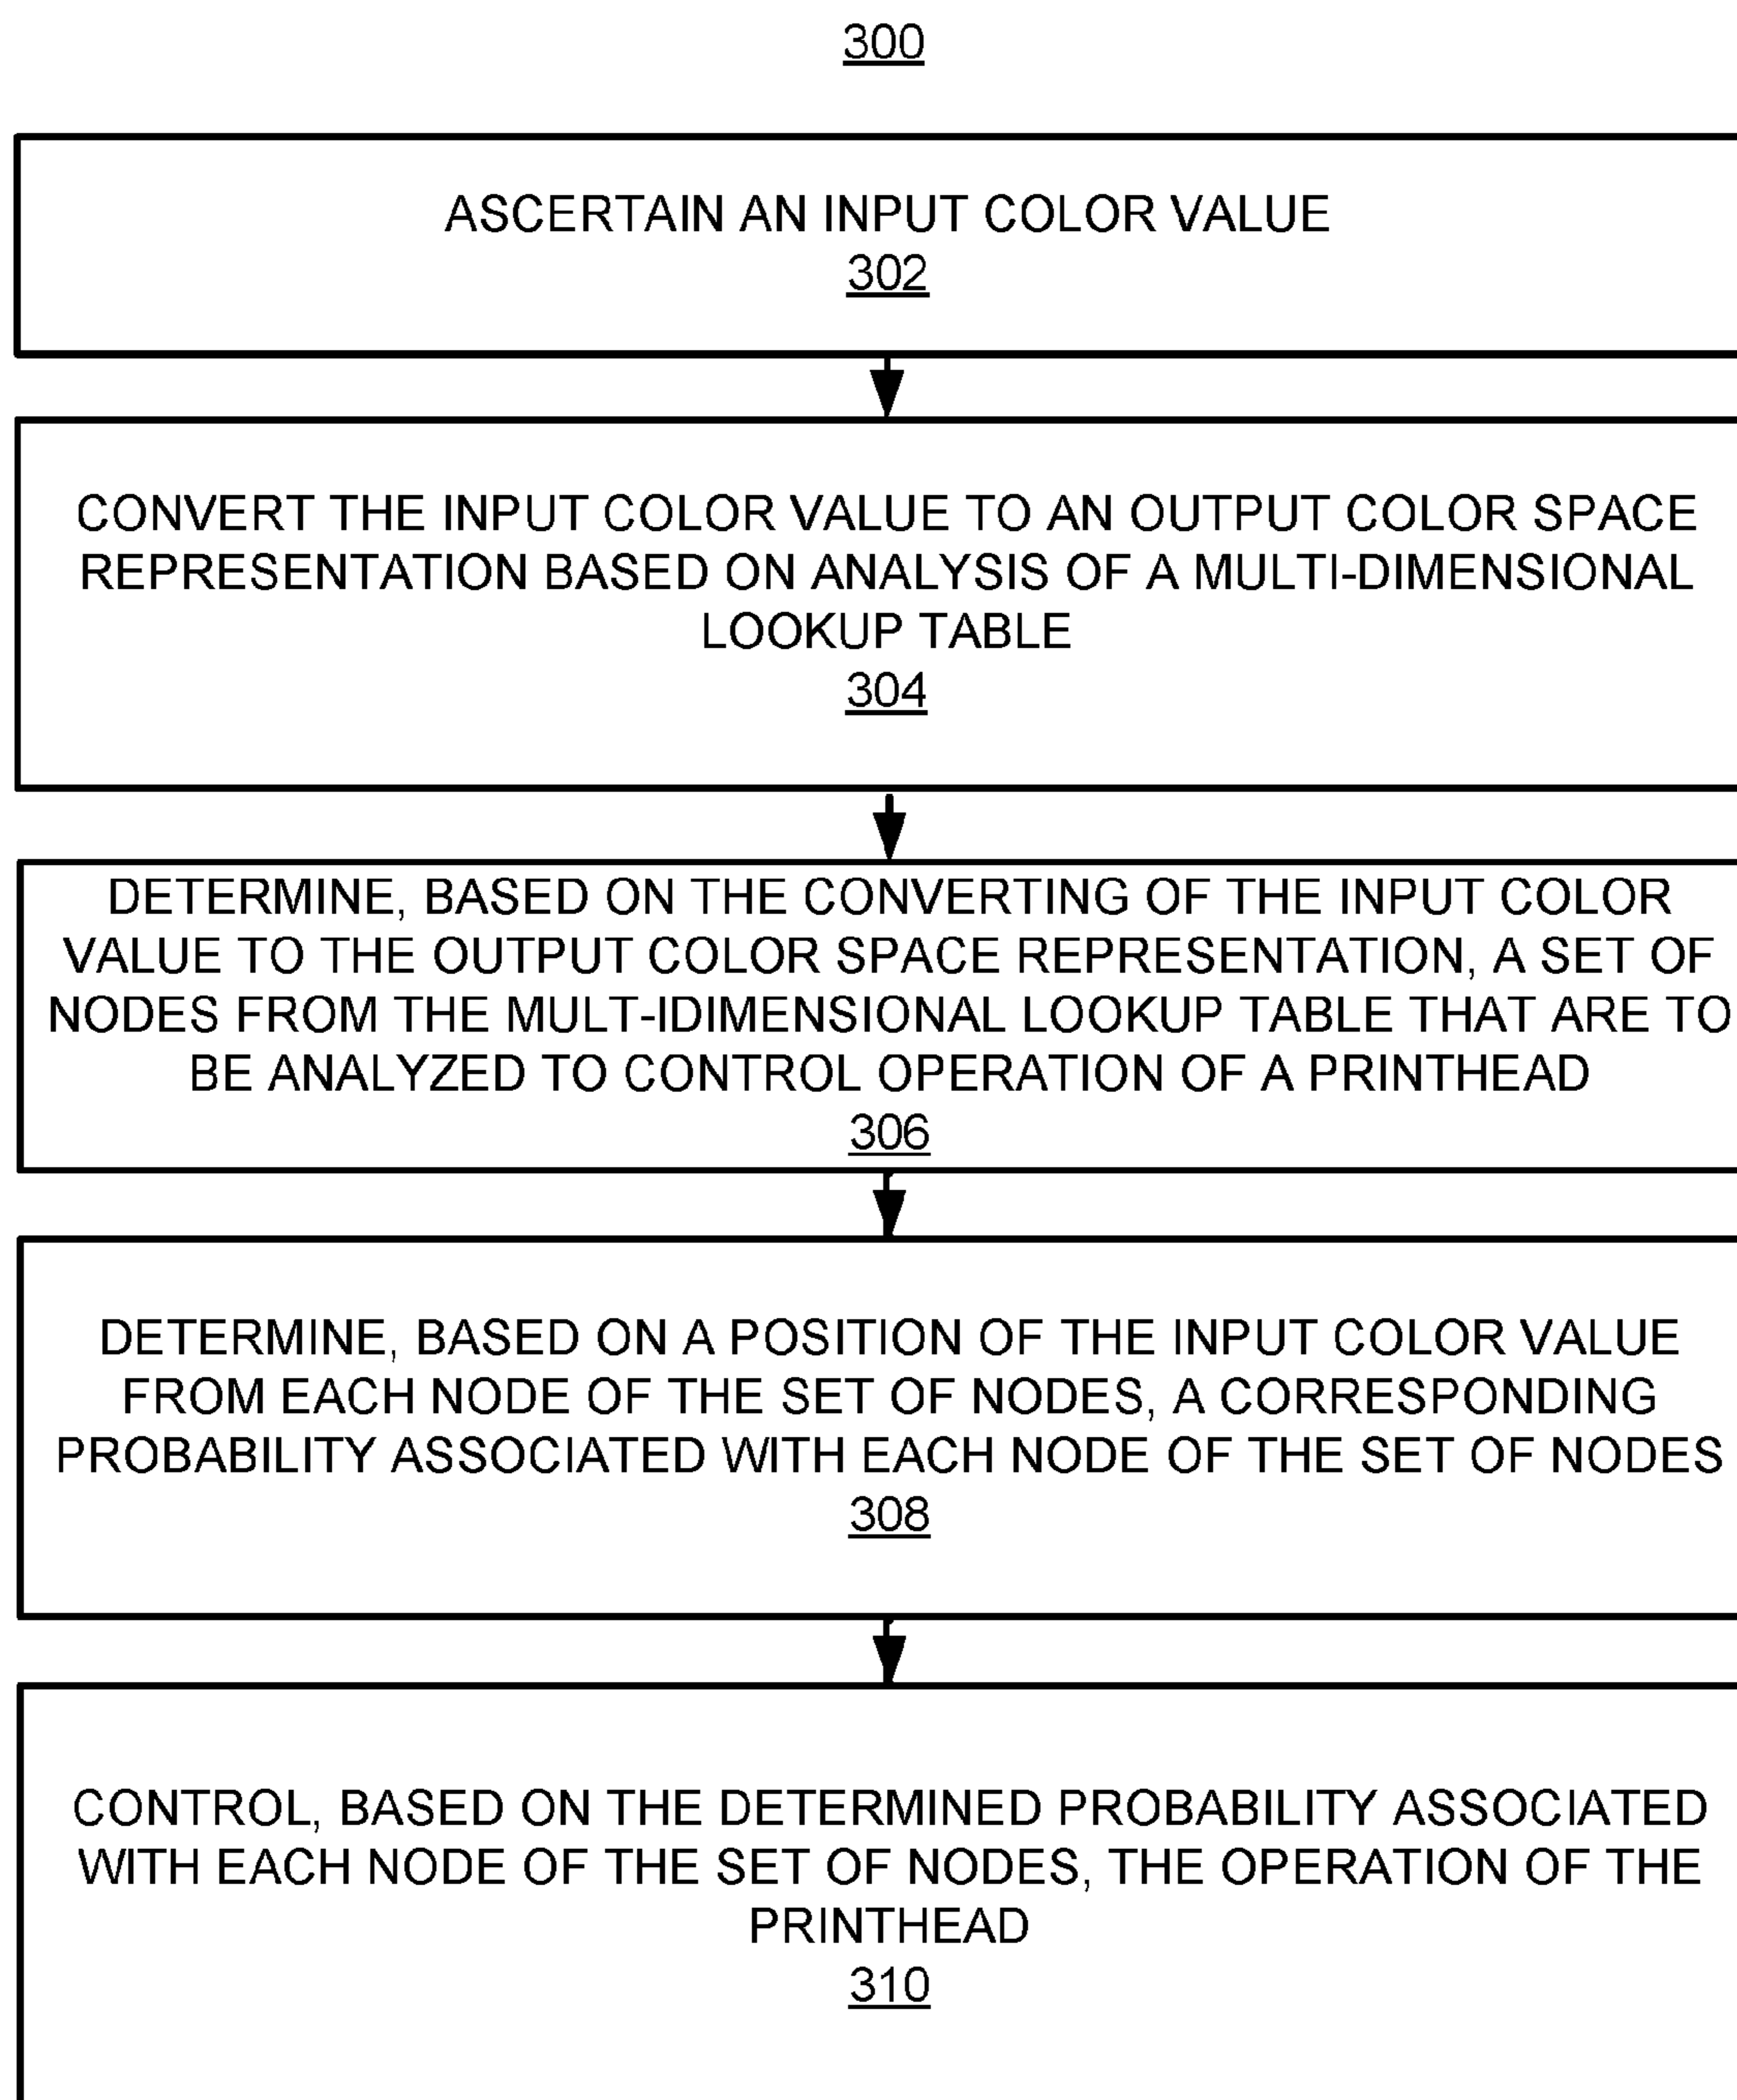 300
ASCERTAIN AN INPUT COLOR VALUE
302
CONVERT THE INPUT COLOR VALUE TO AN OUTPUT COLOR SPACE
REPRESENTATION BASED ON ANALYSIS OF A MULTI-DIMENSIONAL
LOOKUP TABLE
304
DETERMINE, BASED ON THE CONVERTING OF THE INPUT COLOR
VALUE TO THE OUTPUT COLOR SPACE REPRESENTATION, A SET OF
NODES FROM THE MULT-IDIMENSIONAL LOOKUP TABLE THAT ARE TO
BE ANALYZED TO CONTROL OPERATION OF A PRINTHEAD
306
DETERMINE, BASED ON A POSITION OF THE INPUT COLOR VALUE
FROM EACH NODE OF THE SET OF NODES, A CORRESPONDING
PROBABILITY ASSOCIATED WITH EACH NODE OF THE SET OF NODES
308
CONTROL, BASED ON THE DETERMINED PROBABILITY ASSOCIATED
WITH EACH NODE OF THE SET OF NODES, THE OPERATION OF THE
PRINTHEAD
310